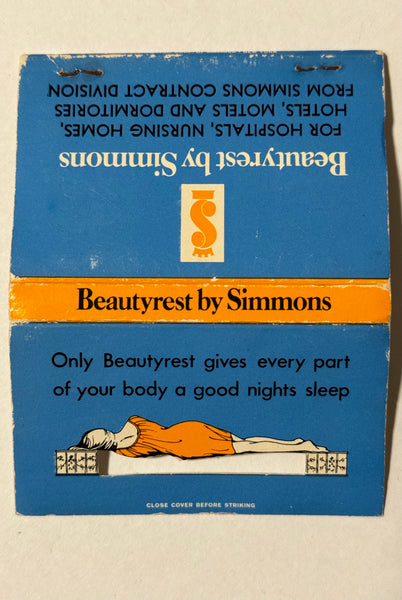 Beautyrest by Simmons
FOR HOSPITALS, NURSING HOMES,
HOTELS, MOTELS AND DORMITORIES
FROM SIMMONS CONTRACT DIVISION
S
Beautyrest by Simmons
Only Beautyrest gives every part
of your body a good nights sleep
CLOSE COVER BEFORE STRIKING